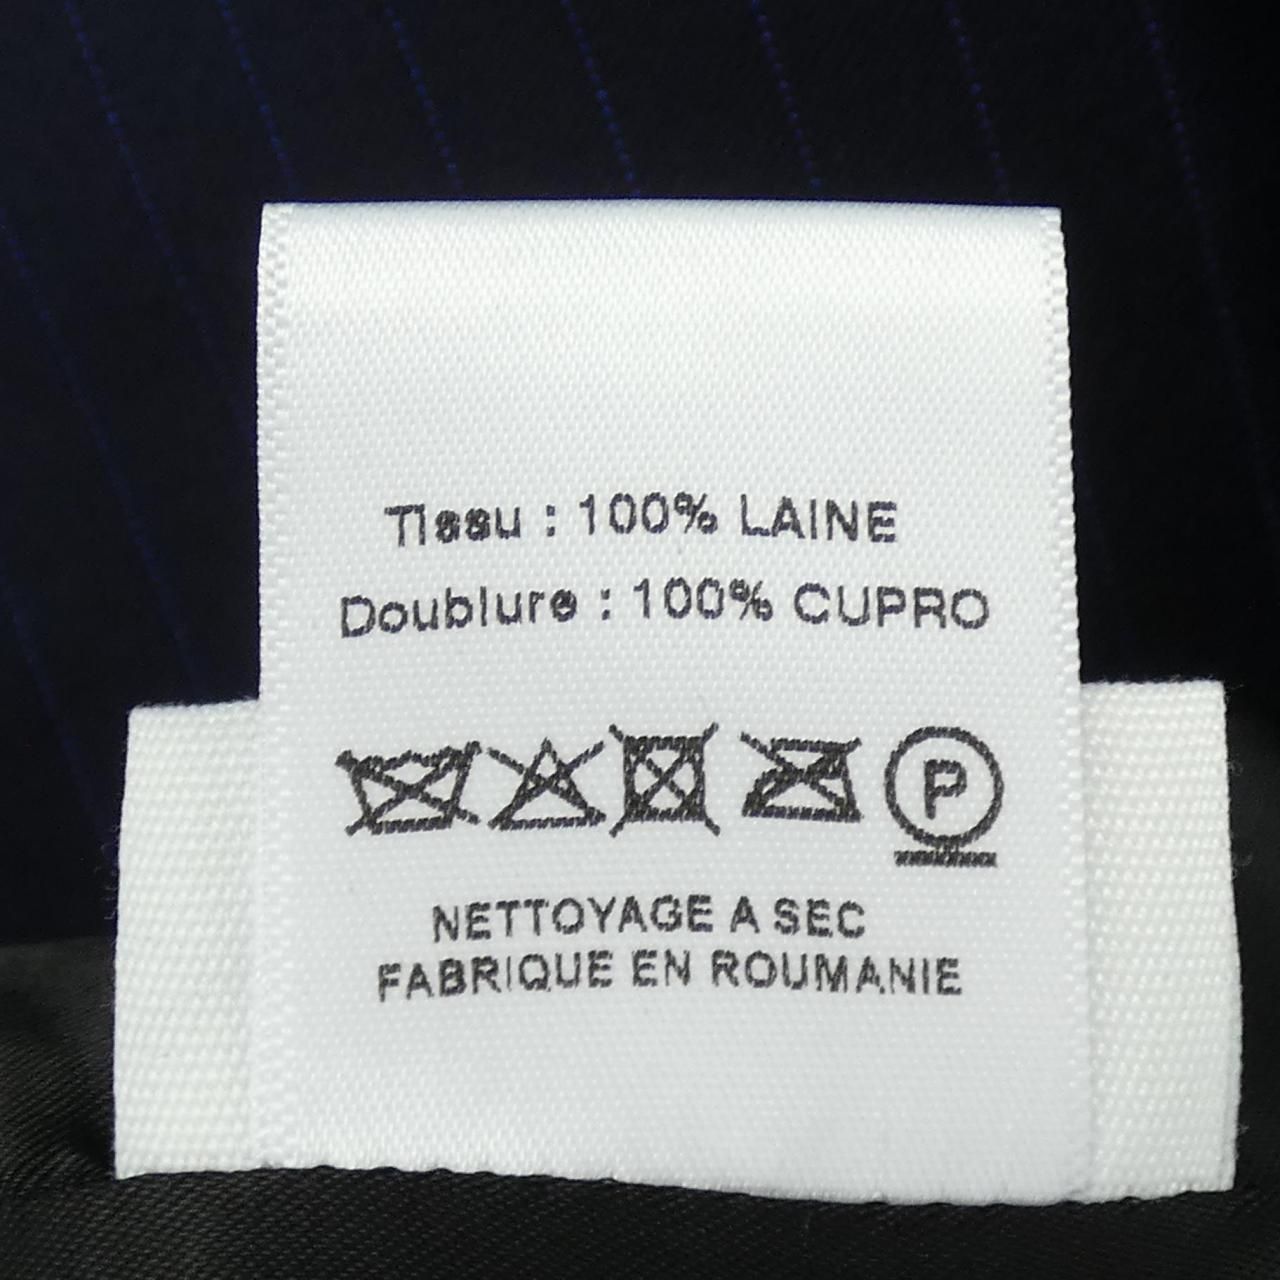 Tissu : 100% LAINE
Doublure : 100% CUPRO
P
NETTOYAGE A SEC
FABRIQUE EN ROUMANIE